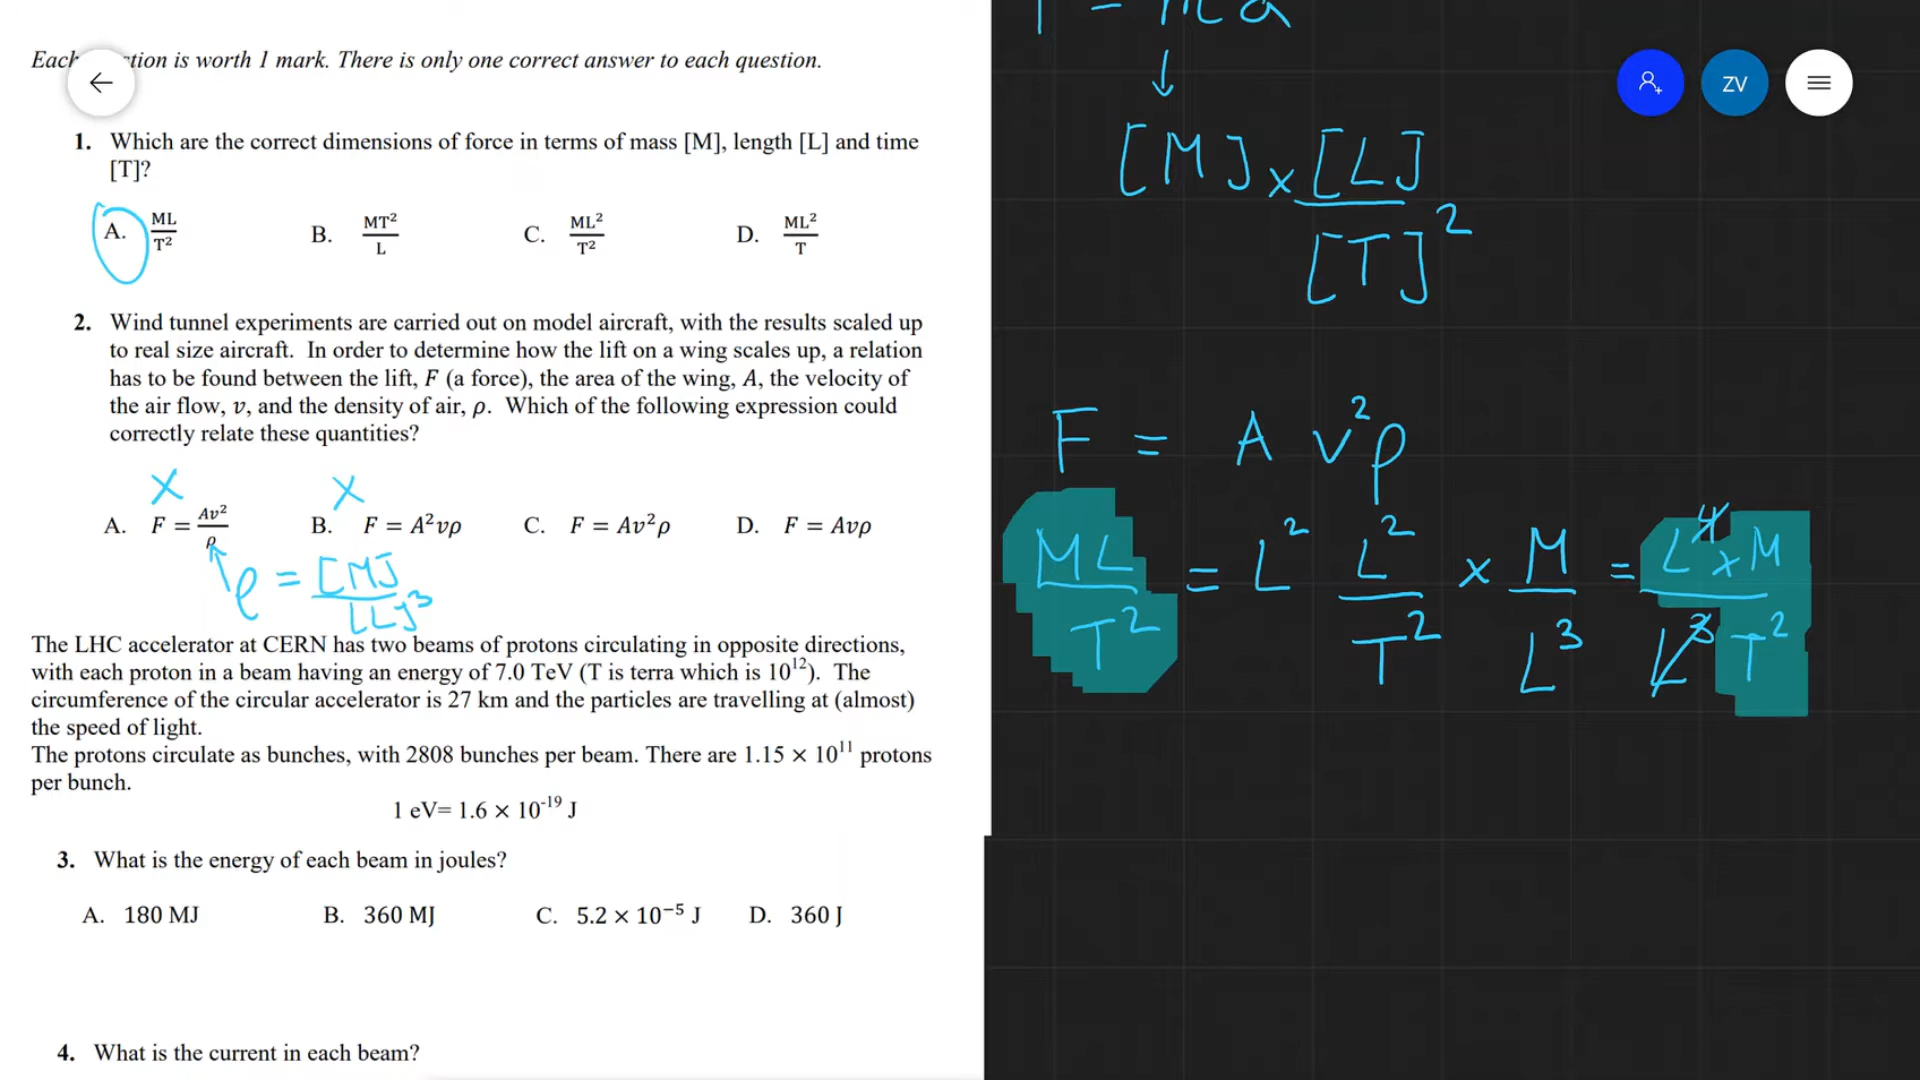 Each tion is worth 1 mark. There is only one correct answer to each question.
1. Which are the correct dimensions of force in terms of mass [M], length [L] and time
[T]?
A. ML/T² B. MT²/L C. ML²/T² D. ML²/T
2. Wind tunnel experiments are carried out on model aircraft, with the results scaled up
to real size aircraft. In order to determine how the lift on a wing scales up, a relation
has to be found between the lift, F (a force), the area of the wing, A, the velocity of
the air flow, v, and the density of air, ρ. Which of the following expression could
correctly relate these quantities?
X X
A. F = Av²/ρ B. F = A²vρ C. F = Av²ρ D. F = Avρ
ρ = [M]/[L]³
The LHC accelerator at CERN has two beams of protons circulating in opposite directions,
with each proton in a beam having an energy of 7.0 TeV (T is terra which is 10¹²). The
circumference of the circular accelerator is 27 km and the particles are travelling at (almost)
the speed of light.
The protons circulate as bunches, with 2808 bunches per beam. There are 1.15 × 10¹¹ protons
per bunch.
1 eV= 1.6 × 10⁻¹⁹ J
3. What is the energy of each beam in joules?
A. 180 MJ B. 360 MJ C. 5.2 × 10⁻⁵ J D. 360 J
4. What is the current in each beam?
= ma
↓
[M] × [L]/[T]²
F = A v²ρ
ML/T² = L² L²/T² × M/L³ = L⁴ × M/L³ T²
ZV